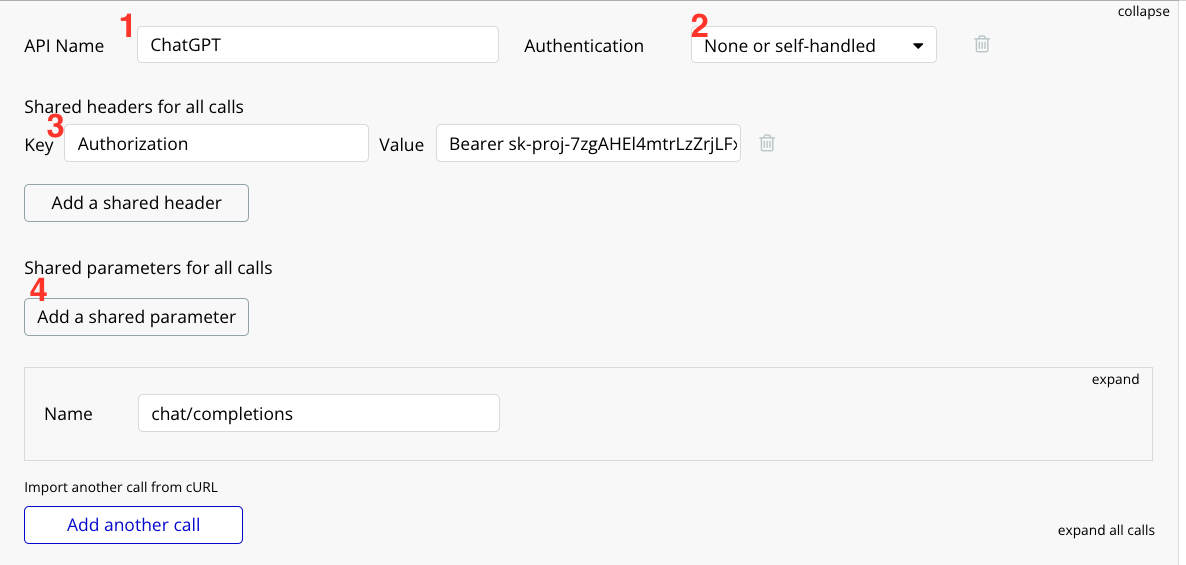 collapse
1 2
API Name ChatGPT Authentication None or self-handled
Shared headers for all calls
3
Key Authorization Value Bearer sk-proj-7zgAHEl4mtrLzZrjLFx
Add a shared header
Shared parameters for all calls
4
Add a shared parameter
expand
Name chat/completions
Import another call from cURL
Add another call
expand all calls